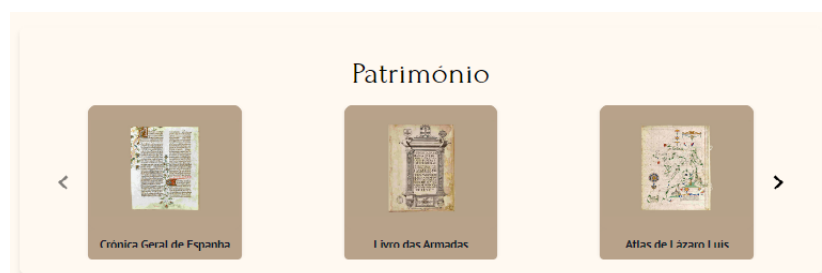 Património
Crónica Geral de Espanha
Livro das Armadas
Atlas de Lázaro Luís